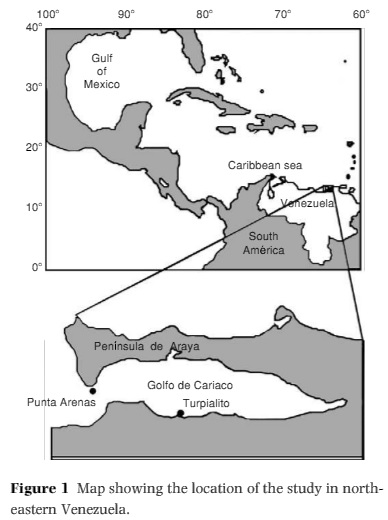 100° 90° 80° 70° 60°
40°
Gulf
of
Mexico
30°
20°
Caribbean sea
Venezuela
10°
South
América
0°
Península de Araya
Golfo de Cariaco
Punta Arenas
Turpialito
Figure 1 Map showing the location of the study in north-
eastern Venezuela.